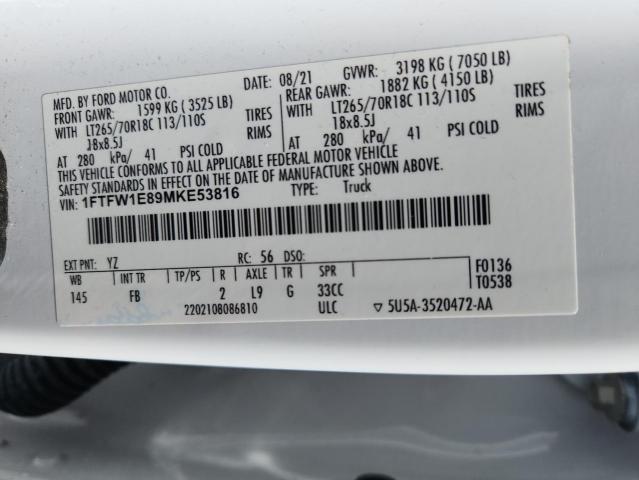 MFD. BY FORD MOTOR CO. DATE: 08/21 GVWR: 3198 KG ( 7050 LB)
FRONT GAWR: 1599 KG ( 3525 LB) REAR GAWR: 1882 KG ( 4150 LB)
WITH LT265/70R18C 113/110S TIRES WITH LT265/70R18C 113/110S TIRES
18x8.5J RIMS 18x8.5J RIMS
AT 280 kPa/ 41 PSI COLD AT 280 kPa/ 41 PSI COLD
THIS VEHICLE CONFORMS TO ALL APPLICABLE FEDERAL MOTOR VEHICLE
SAFETY STANDARDS IN EFFECT ON THE DATE OF MANUFACTURE SHOWN ABOVE.
VIN: 1FTFW1E89MKE53816 TYPE: Truck
EXT PNT: YZ RC: 56 DSO: F0136
WB INT TR TP/PS R AXLE TR SPR T0538
145 FB 2 L9 G 33CC
2202108086810 ULC ▽ 5U5A-3520472-AA